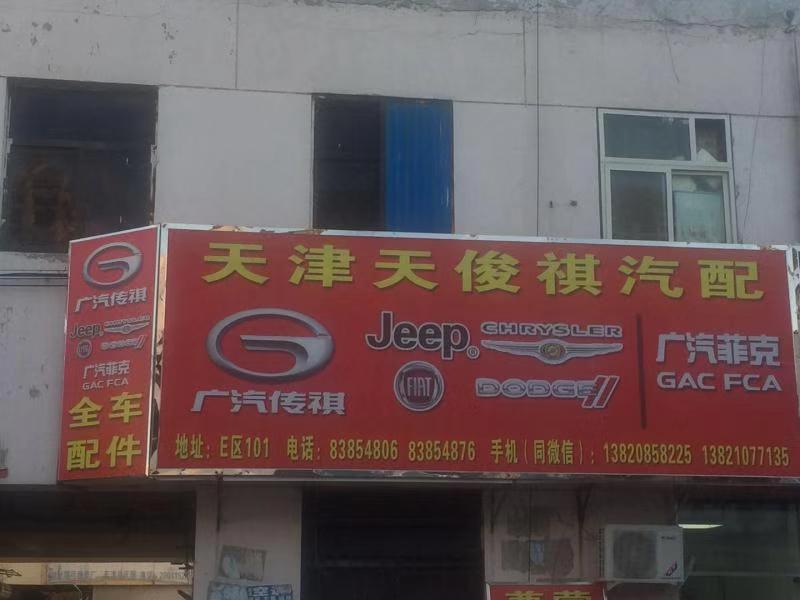 天津天俊祺汽配
广汽传祺
Jeep®
CHRYSLER
FIAT
DODGE
广汽菲克
GAC FCA
地址：E区101 电话：83854806 83854876 手机（同微信）：13820858225 13821077135
广汽传祺
Jeep
CHRYSLER
FIAT
DODGE
广汽菲克
GAC FCA
全车
配件